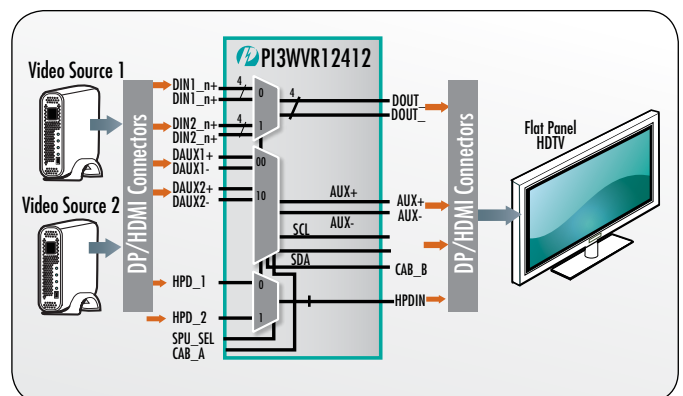 PI3WVR12412
Video Source 1
Video Source 2
DP/HDMI Connectors
DIN1_n+
DIN1_n+
DIN2_n+
DIN2_n+
DAUX1+
DAUX1-
DAUX2+
DAUX2-
HPD_1
HPD_2
SPU_SEL
CAB_A
4
4
0
1
00
10
0
1
4
AUX+
AUX-
SCL
SDA
DOUT_
DOUT_
AUX+
AUX-
CAB_B
HPDIN
DP/HDMI Connectors
Flat Panel
HDTV